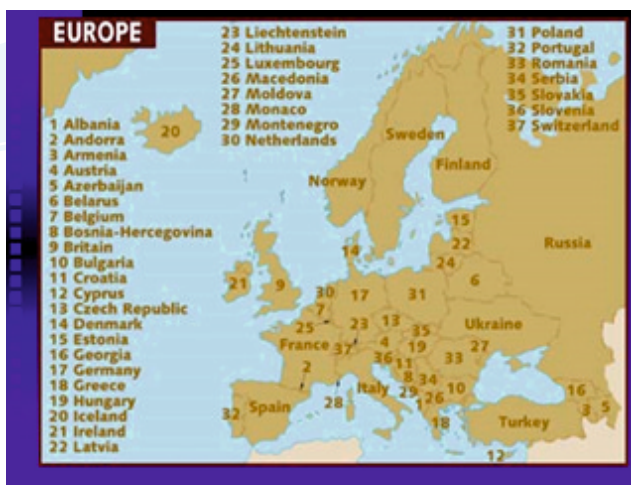 EUROPE
1 Albania
2 Andorra
3 Armenia
4 Austria
5 Azerbaijan
6 Belarus
7 Belgium
8 Bosnia-Hercegovina
9 Britain
10 Bulgaria
11 Croatia
12 Cyprus
13 Czech Republic
14 Denmark
15 Estonia
16 Georgia
17 Germany
18 Greece
19 Hungary
20 Iceland
21 Ireland
22 Latvia
23 Liechtenstein
24 Lithuania
25 Luxembourg
26 Macedonia
27 Moldova
28 Monaco
29 Montenegro
30 Netherlands
31 Poland
32 Portugal
33 Romania
34 Serbia
35 Slovakia
36 Slovenia
37 Switzerland
20
Sweden
Finland
Norway
Russia
15
22
14
24
21
9
30
17
31
6
7
25
23
13
35
Ukraine
France
37
4
19
27
36
11
33
2
8
34
10
16
Spain
28
Italy
29
26
1
3
5
32
18
Turkey
12